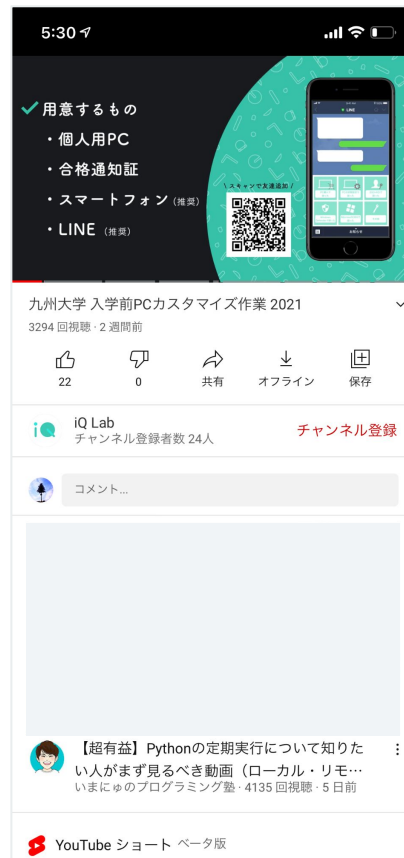 5:30
用意するもの
・個人用PC
・合格通知証
・スマートフォン(推奨)
・LINE (推奨)
\ スキャンで友達追加 /
LINE
九州大学 入学前PCカスタマイズ作業 2021
3294 回視聴・2 週間前
22
0
共有
オフライン
保存
iQ
iQ Lab
チャンネル登録者数 24人
チャンネル登録
コメント...
【超有益】Pythonの定期実行について知りた
い人がまず見るべき動画（ローカル・リモ…
いまにゅのプログラミング塾・4135 回視聴・5 日前
YouTube ショート ベータ版